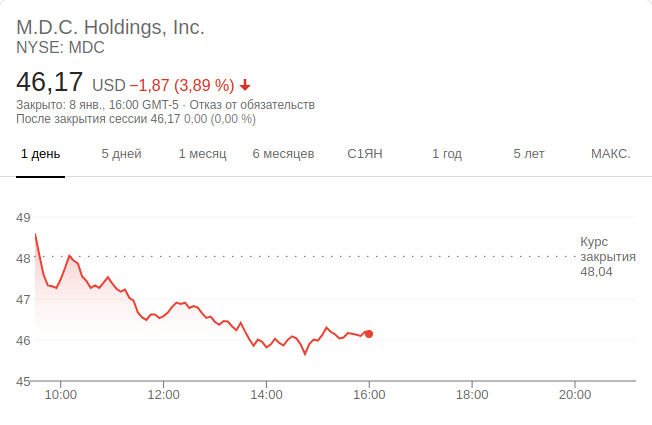 M.D.C. Holdings, Inc.
NYSE: MDC
46,17 USD −1,87 (3,89 %)
Закрыто: 8 янв., 16:00 GMT-5 · Отказ от обязательств
После закрытия сессии 46,17 0,00 (0,00 %)
1 день 5 дней 1 месяц 6 месяцев С1ЯН 1 год 5 лет МАКС.
49
48
47
46
45
Курс
закрытия
48,04
10:00 12:00 14:00 16:00 18:00 20:00